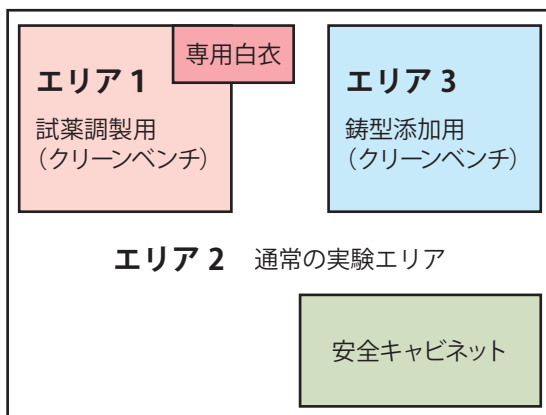 専用白衣
エリア 1
試薬調製用
（クリーンベンチ）
エリア 3
鋳型添加用
（クリーンベンチ）
エリア 2 通常の実験エリア
安全キャビネット